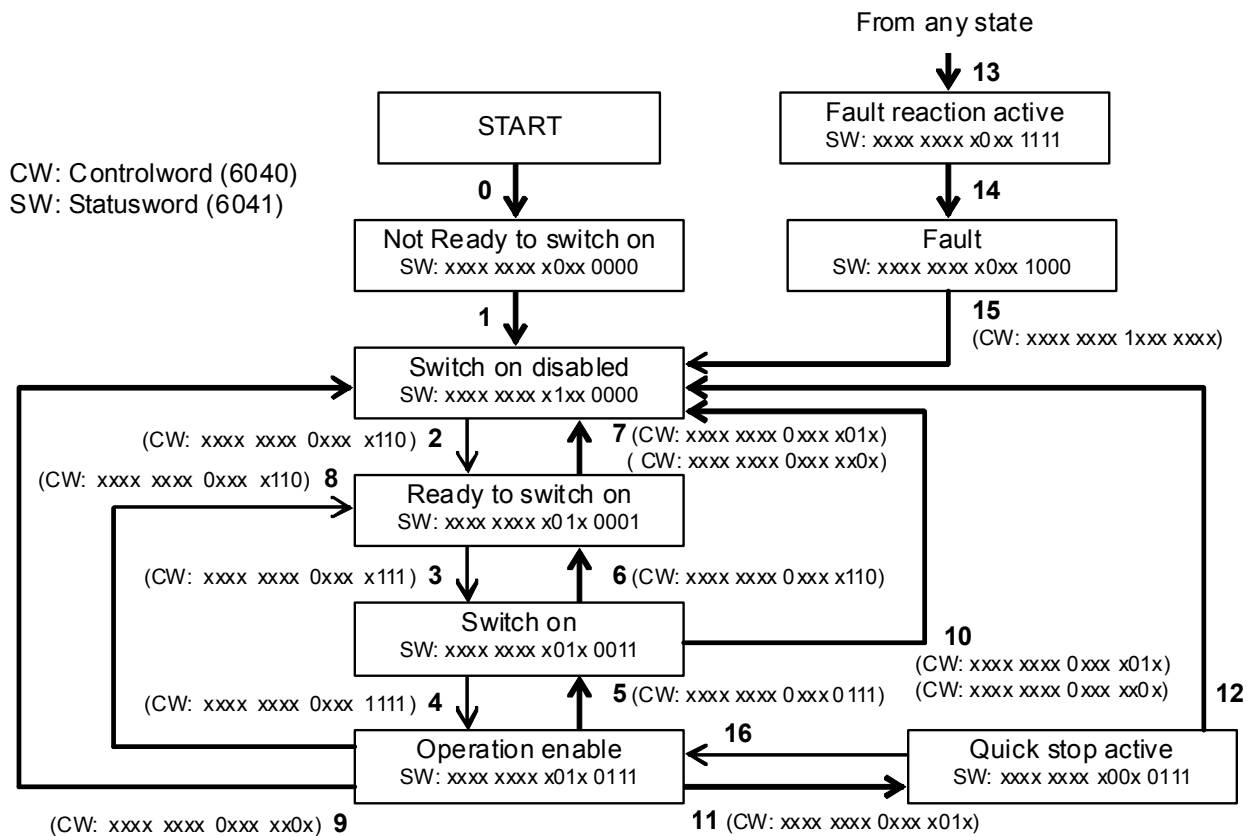 From any state
13
START
Fault reaction active
SW: xxxx xxxx x0xx 1111
CW: Controlword (6040)
SW: Statusword (6041)
0
14
Not Ready to switch on
SW: xxxx xxxx x0xx 0000
Fault
SW: xxxx xxxx x0xx 1000
1
15
(CW: xxxx xxxx 1xxx xxxx)
Switch on disabled
SW: xxxx xxxx x1xx 0000
(CW: xxxx xxxx 0xxx x110) 2
7 (CW: xxxx xxxx 0xxx x01x)
( CW: xxxx xxxx 0xxx xx0x)
(CW: xxxx xxxx 0xxx x110) 8
Ready to switch on
SW: xxxx xxxx x01x 0001
(CW: xxxx xxxx 0xxx x111) 3
6 (CW: xxxx xxxx 0xxx x110)
Switch on
SW: xxxx xxxx x01x 0011
10
(CW: xxxx xxxx 0xxx x01x)
(CW: xxxx xxxx 0xxx xx0x)
12
(CW: xxxx xxxx 0xxx 1111) 4
5 (CW: xxxx xxxx 0xxx 0111)
16
Operation enable
SW: xxxx xxxx x01x 0111
Quick stop active
SW: xxxx xxxx x00x 0111
(CW: xxxx xxxx 0xxx xx0x) 9
11 (CW: xxxx xxxx 0xxx x01x)